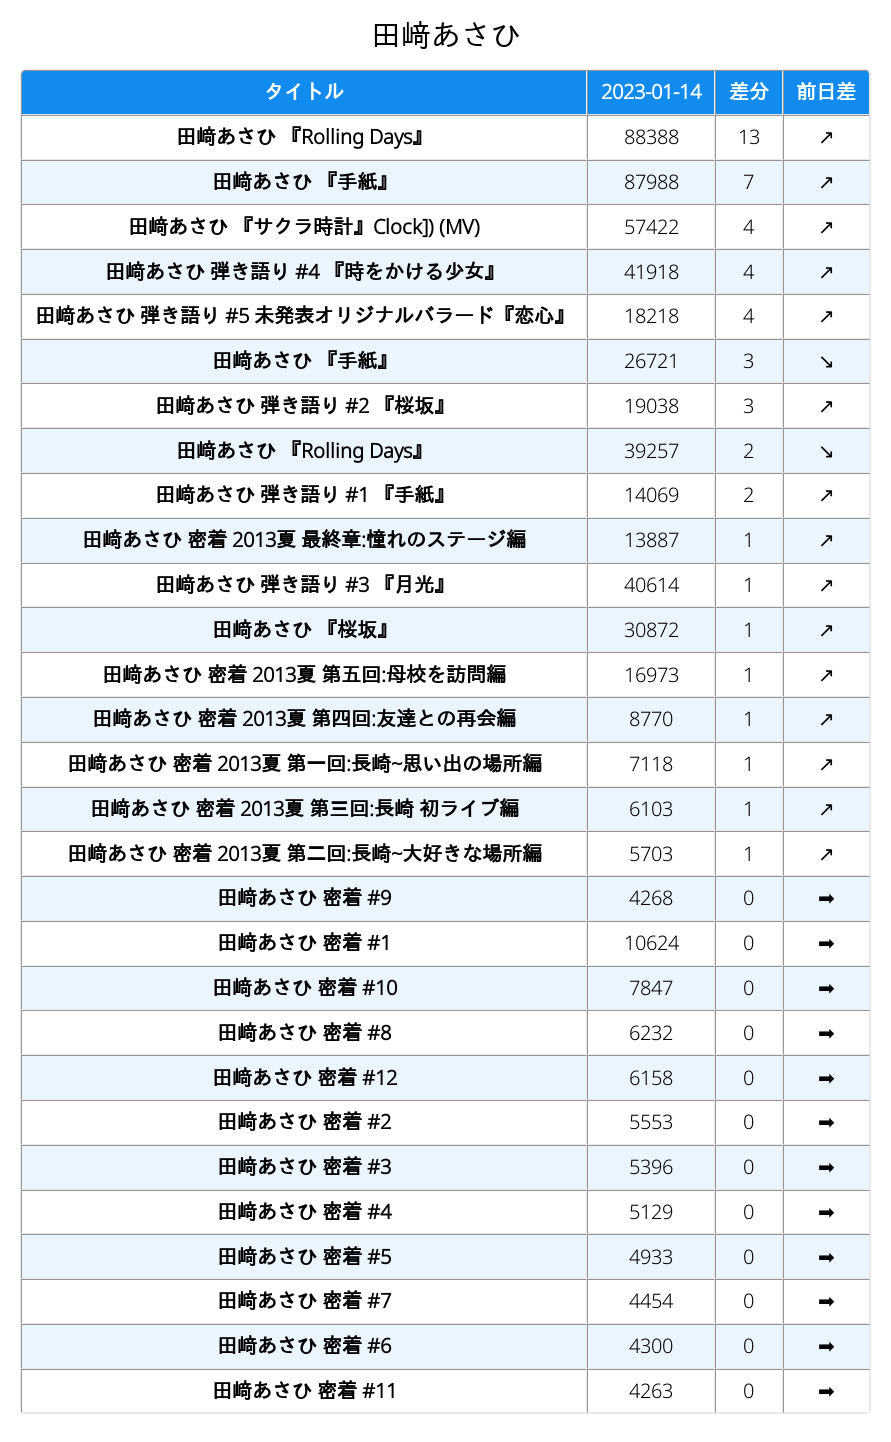 田﨑あさひ
タイトル 2023-01-14 差分 前日差
田﨑あさひ 『Rolling Days』 88388 13 ↗
田﨑あさひ 『手紙』 87988 7 ↗
田﨑あさひ 『サクラ時計』Clock]) (MV) 57422 4 ↗
田﨑あさひ 弾き語り #4 『時をかける少女』 41918 4 ↗
田﨑あさひ 弾き語り #5 未発表オリジナルバラード『恋心』 18218 4 ↗
田﨑あさひ 『手紙』 26721 3 ↘
田﨑あさひ 弾き語り #2 『桜坂』 19038 3 ↗
田﨑あさひ 『Rolling Days』 39257 2 ↘
田﨑あさひ 弾き語り #1 『手紙』 14069 2 ↗
田﨑あさひ 密着 2013夏 最終章:憧れのステージ編 13887 1 ↗
田﨑あさひ 弾き語り #3 『月光』 40614 1 ↗
田﨑あさひ 『桜坂』 30872 1 ↗
田﨑あさひ 密着 2013夏 第五回:母校を訪問編 16973 1 ↗
田﨑あさひ 密着 2013夏 第四回:友達との再会編 8770 1 ↗
田﨑あさひ 密着 2013夏 第一回:長崎~思い出の場所編 7118 1 ↗
田﨑あさひ 密着 2013夏 第三回:長崎 初ライブ編 6103 1 ↗
田﨑あさひ 密着 2013夏 第二回:長崎~大好きな場所編 5703 1 ↗
田﨑あさひ 密着 #9 4268 0 ➡
田﨑あさひ 密着 #1 10624 0 ➡
田﨑あさひ 密着 #10 7847 0 ➡
田﨑あさひ 密着 #8 6232 0 ➡
田﨑あさひ 密着 #12 6158 0 ➡
田﨑あさひ 密着 #2 5553 0 ➡
田﨑あさひ 密着 #3 5396 0 ➡
田﨑あさひ 密着 #4 5129 0 ➡
田﨑あさひ 密着 #5 4933 0 ➡
田﨑あさひ 密着 #7 4454 0 ➡
田﨑あさひ 密着 #6 4300 0 ➡
田﨑あさひ 密着 #11 4263 0 ➡